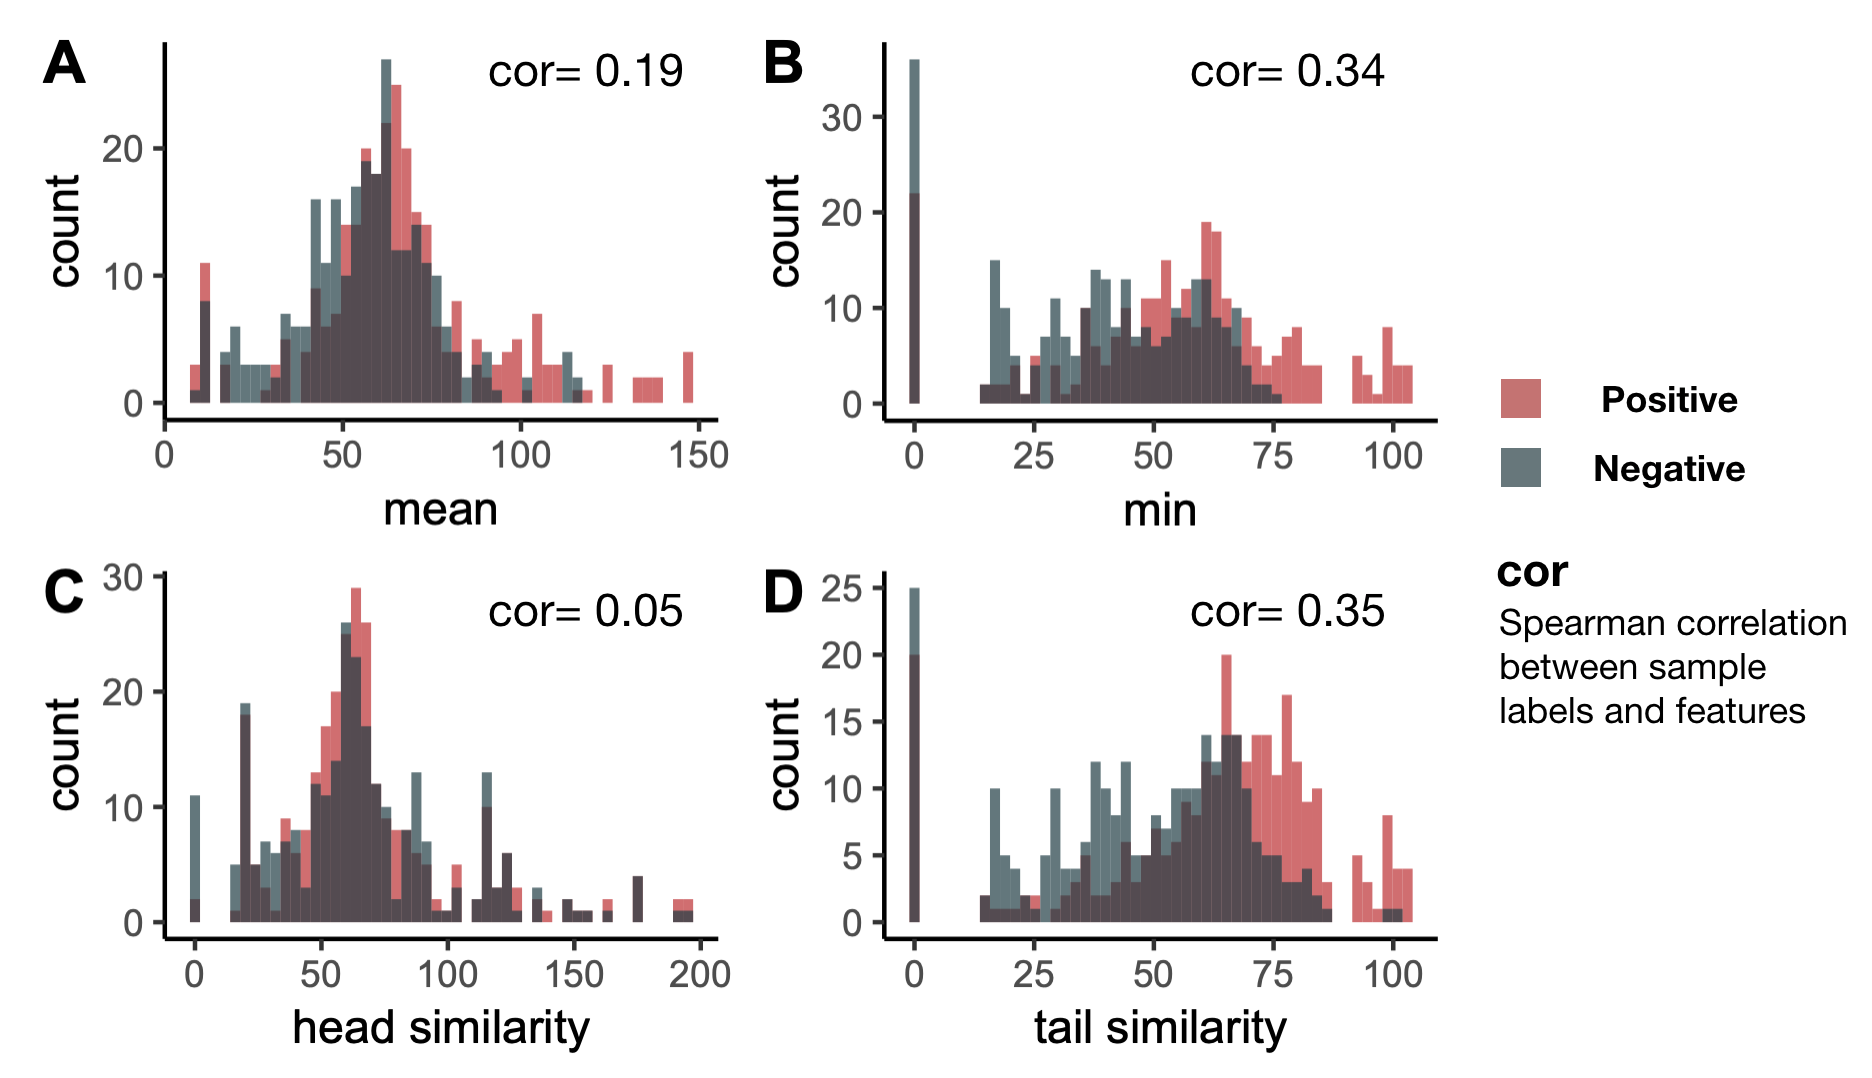 A
cor= 0.19
count
20
10
0
0 50 100 150
mean
B
cor= 0.34
count
30
20
10
0
0 25 50 75 100
min
Positive
Negative
C
cor= 0.05
count
30
20
10
0
0 50 100 150 200
head similarity
D
cor= 0.35
count
25
20
15
10
5
0
0 25 50 75 100
tail similarity
cor
Spearman correlation
between sample
labels and features